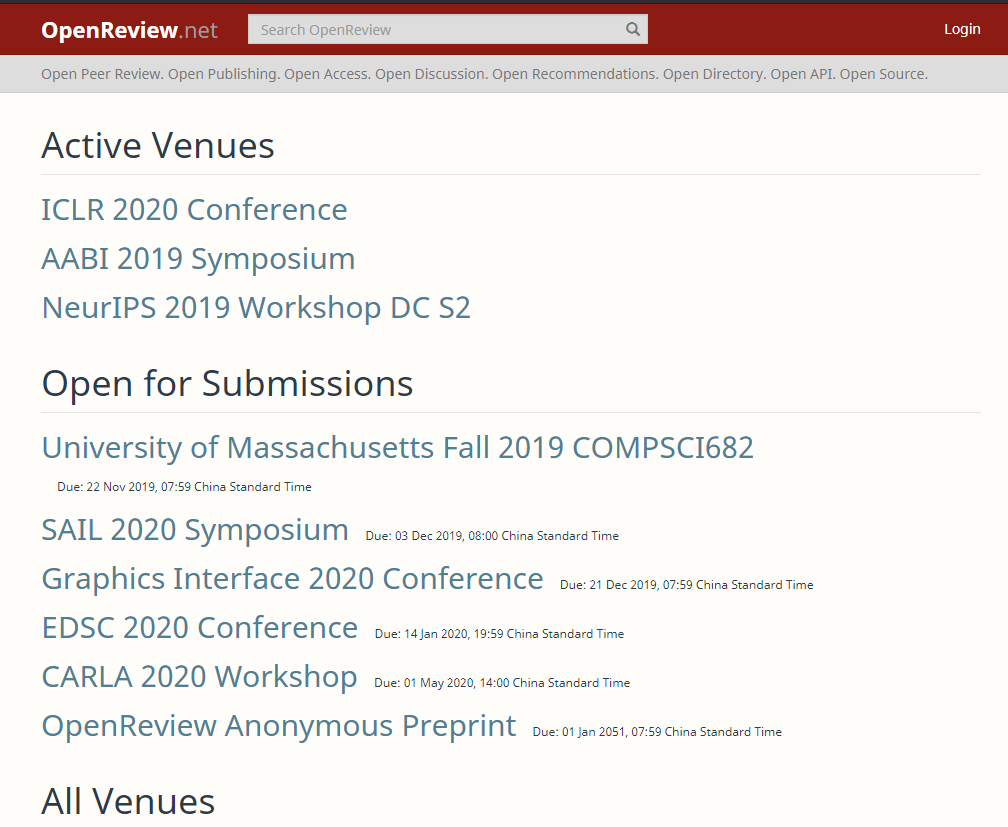 OpenReview.net Search OpenReview Login
Open Peer Review. Open Publishing. Open Access. Open Discussion. Open Recommendations. Open Directory. Open API. Open Source.
Active Venues
ICLR 2020 Conference
AABI 2019 Symposium
NeurIPS 2019 Workshop DC S2
Open for Submissions
University of Massachusetts Fall 2019 COMPSCI682
Due: 22 Nov 2019, 07:59 China Standard Time
SAIL 2020 Symposium Due: 03 Dec 2019, 08:00 China Standard Time
Graphics Interface 2020 Conference Due: 21 Dec 2019, 07:59 China Standard Time
EDSC 2020 Conference Due: 14 Jan 2020, 19:59 China Standard Time
CARLA 2020 Workshop Due: 01 May 2020, 14:00 China Standard Time
OpenReview Anonymous Preprint Due: 01 Jan 2051, 07:59 China Standard Time
All Venues